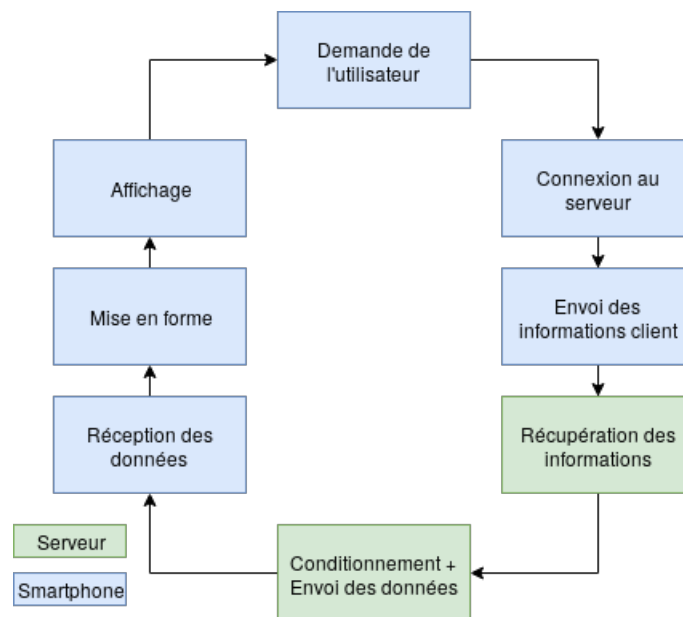 Demande de
l'utilisateur
Connexion au
serveur
Envoi des
informations client
Récupération des
informations
Conditionnement +
Envoi des données
Réception des
données
Mise en forme
Affichage
Serveur
Smartphone